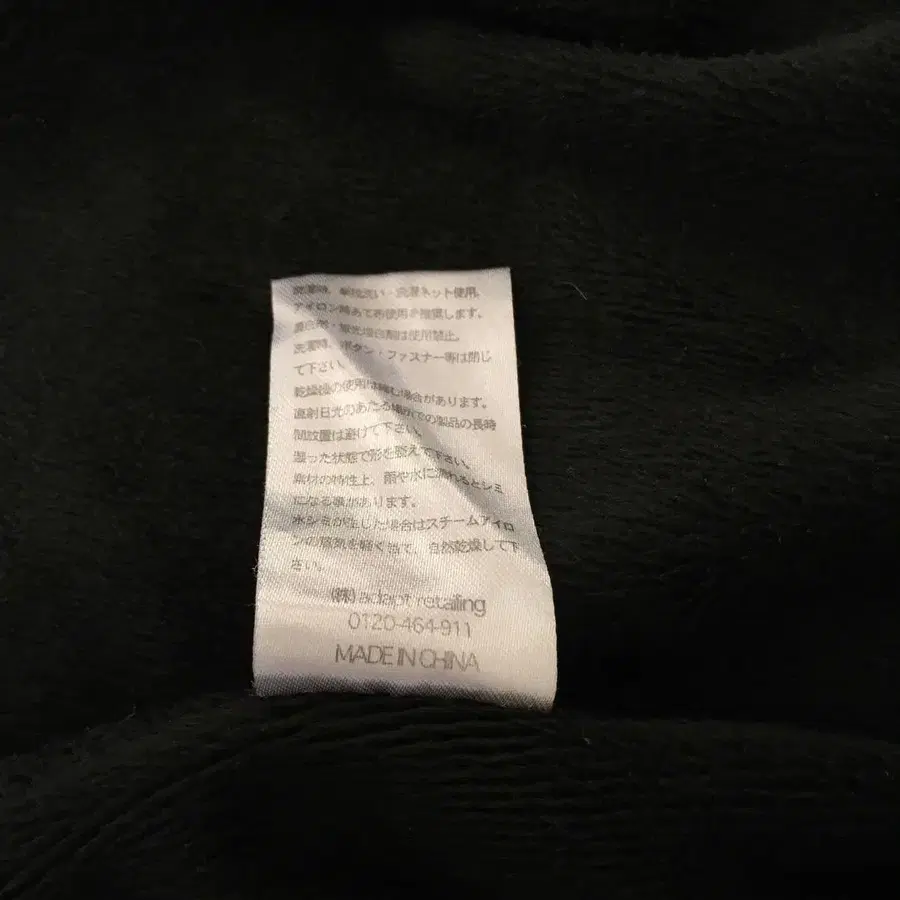 洗濯時、単独洗い・洗濯ネット使用。
アイロン時あて布使用を推奨します。
漂白剤・蛍光増白剤は使用禁止。
洗濯時、ボタン・ファスナー等は閉じ
て下さい。
乾燥機の使用は縮む場合があります。
直射日光のあたる場所での製品の長時
間放置は避けて下さい。
湿った状態で形を整えて下さい。
素材の特性上、雨や水に濡れるとシミ
になる事があります。
水シミが生じた場合はスチームアイロ
ンの蒸気を軽く当て、自然乾燥して下
さい。
(株) adapt retailing
0120-464-911
MADE IN CHINA